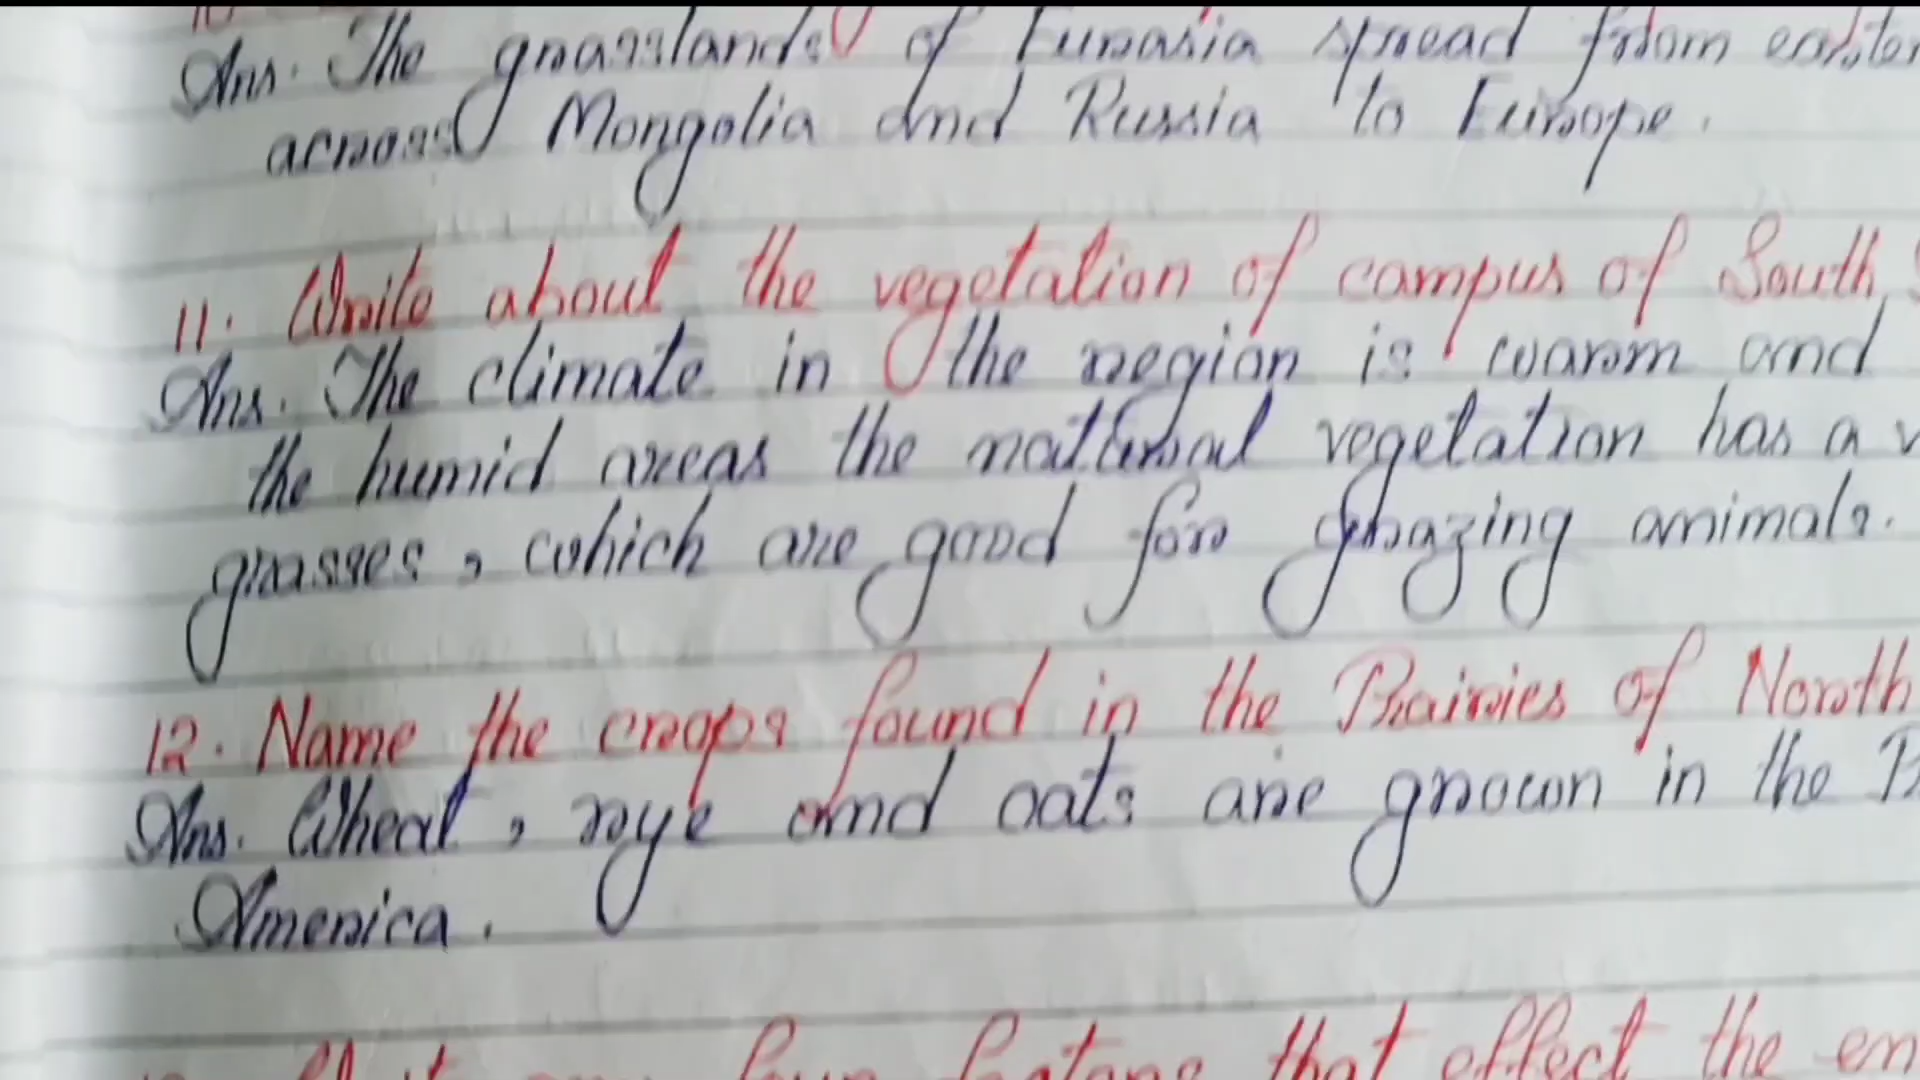 Ans. The grasslands of Eurasia spread from
across Mongolia and Russia to Europe.
11. Write about the vegetation of campus of South
Ans. The climate in the region is warm and
the humid areas the natural vegetation has a
grasses, which are good for grazing animals.
12. Name the crops found in the Prairies of North
Ans. Wheat, rye and oats are grown in the
America.
that effect the